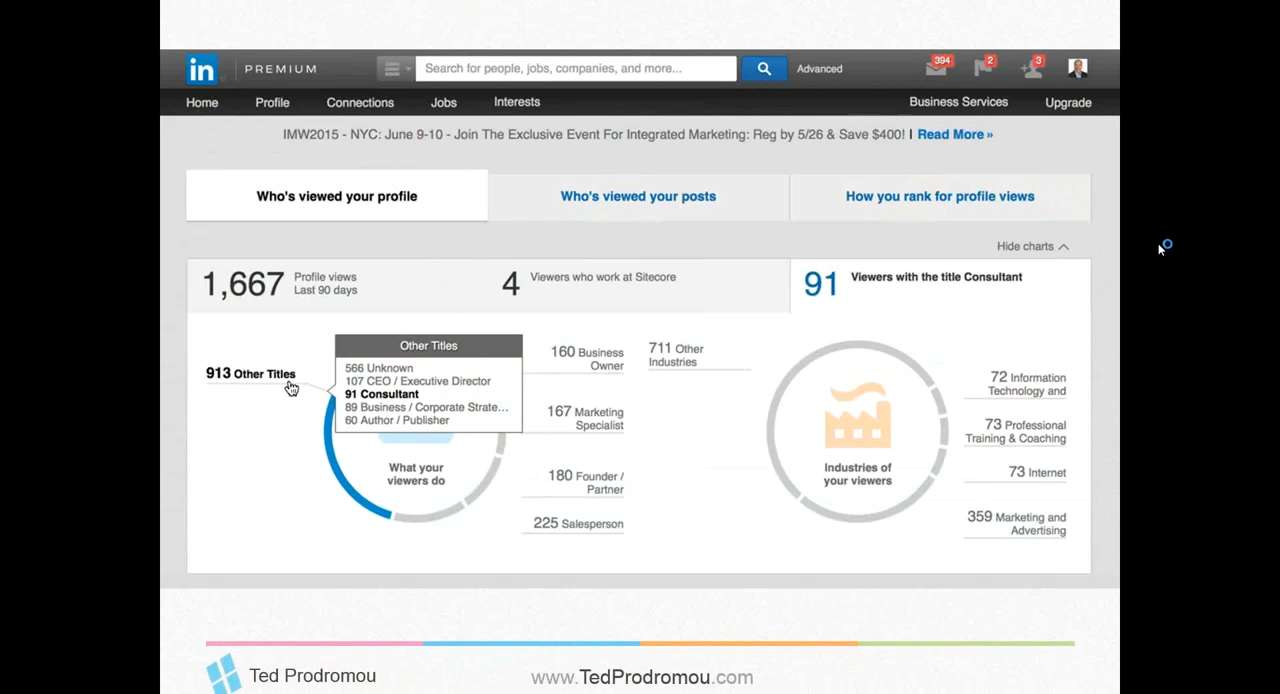 in PREMIUM
Search for people, jobs, companies, and more...
Advanced
394
2
3
Home Profile Connections Jobs Interests Business Services Upgrade
IMW2015 - NYC: June 9-10 - Join The Exclusive Event For Integrated Marketing: Reg by 5/26 & Save $400! | Read More »
Who's viewed your profile
Who's viewed your posts
How you rank for profile views
Hide charts
1,667
Profile views
Last 90 days
4 Viewers who work at Sitecore
91 Viewers with the title Consultant
913 Other Titles
Other Titles
566 Unknown
107 CEO / Executive Director
91 Consultant
89 Business / Corporate Strate...
60 Author / Publisher
What your
viewers do
160 Business
Owner
167 Marketing
Specialist
180 Founder /
Partner
225 Salesperson
711 Other
Industries
Industries of
your viewers
72 Information
Technology and
73 Professional
Training & Coaching
73 Internet
359 Marketing and
Advertising
Ted Prodromou
www.TedProdromou.com